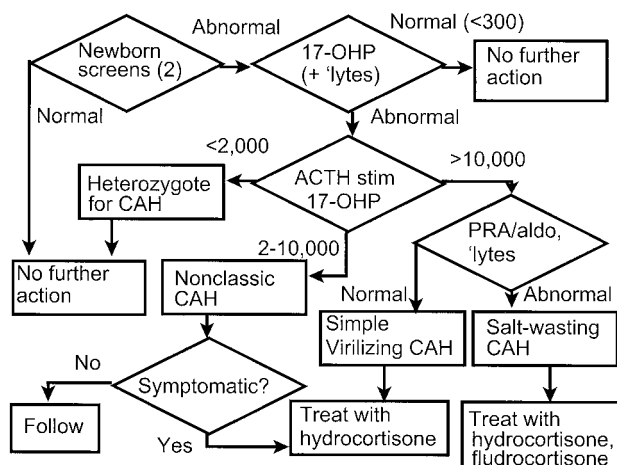 Abnormal
Normal (<300)
Newborn
screens (2)
17-OHP
(+ ‘lytes)
No further
action
Normal
Abnormal
<2,000
>10,000
ACTH stim
17-OHP
Heterozygote
for CAH
PRA/aldo,
‘lytes
2-10,000
No further
action
Nonclassic
CAH
Normal
Abnormal
Simple
Virilizing CAH
Salt-wasting
CAH
No
Symptomatic?
Follow
Yes
Treat with
hydrocortisone
Treat with
hydrocortisone,
fludrocortisone